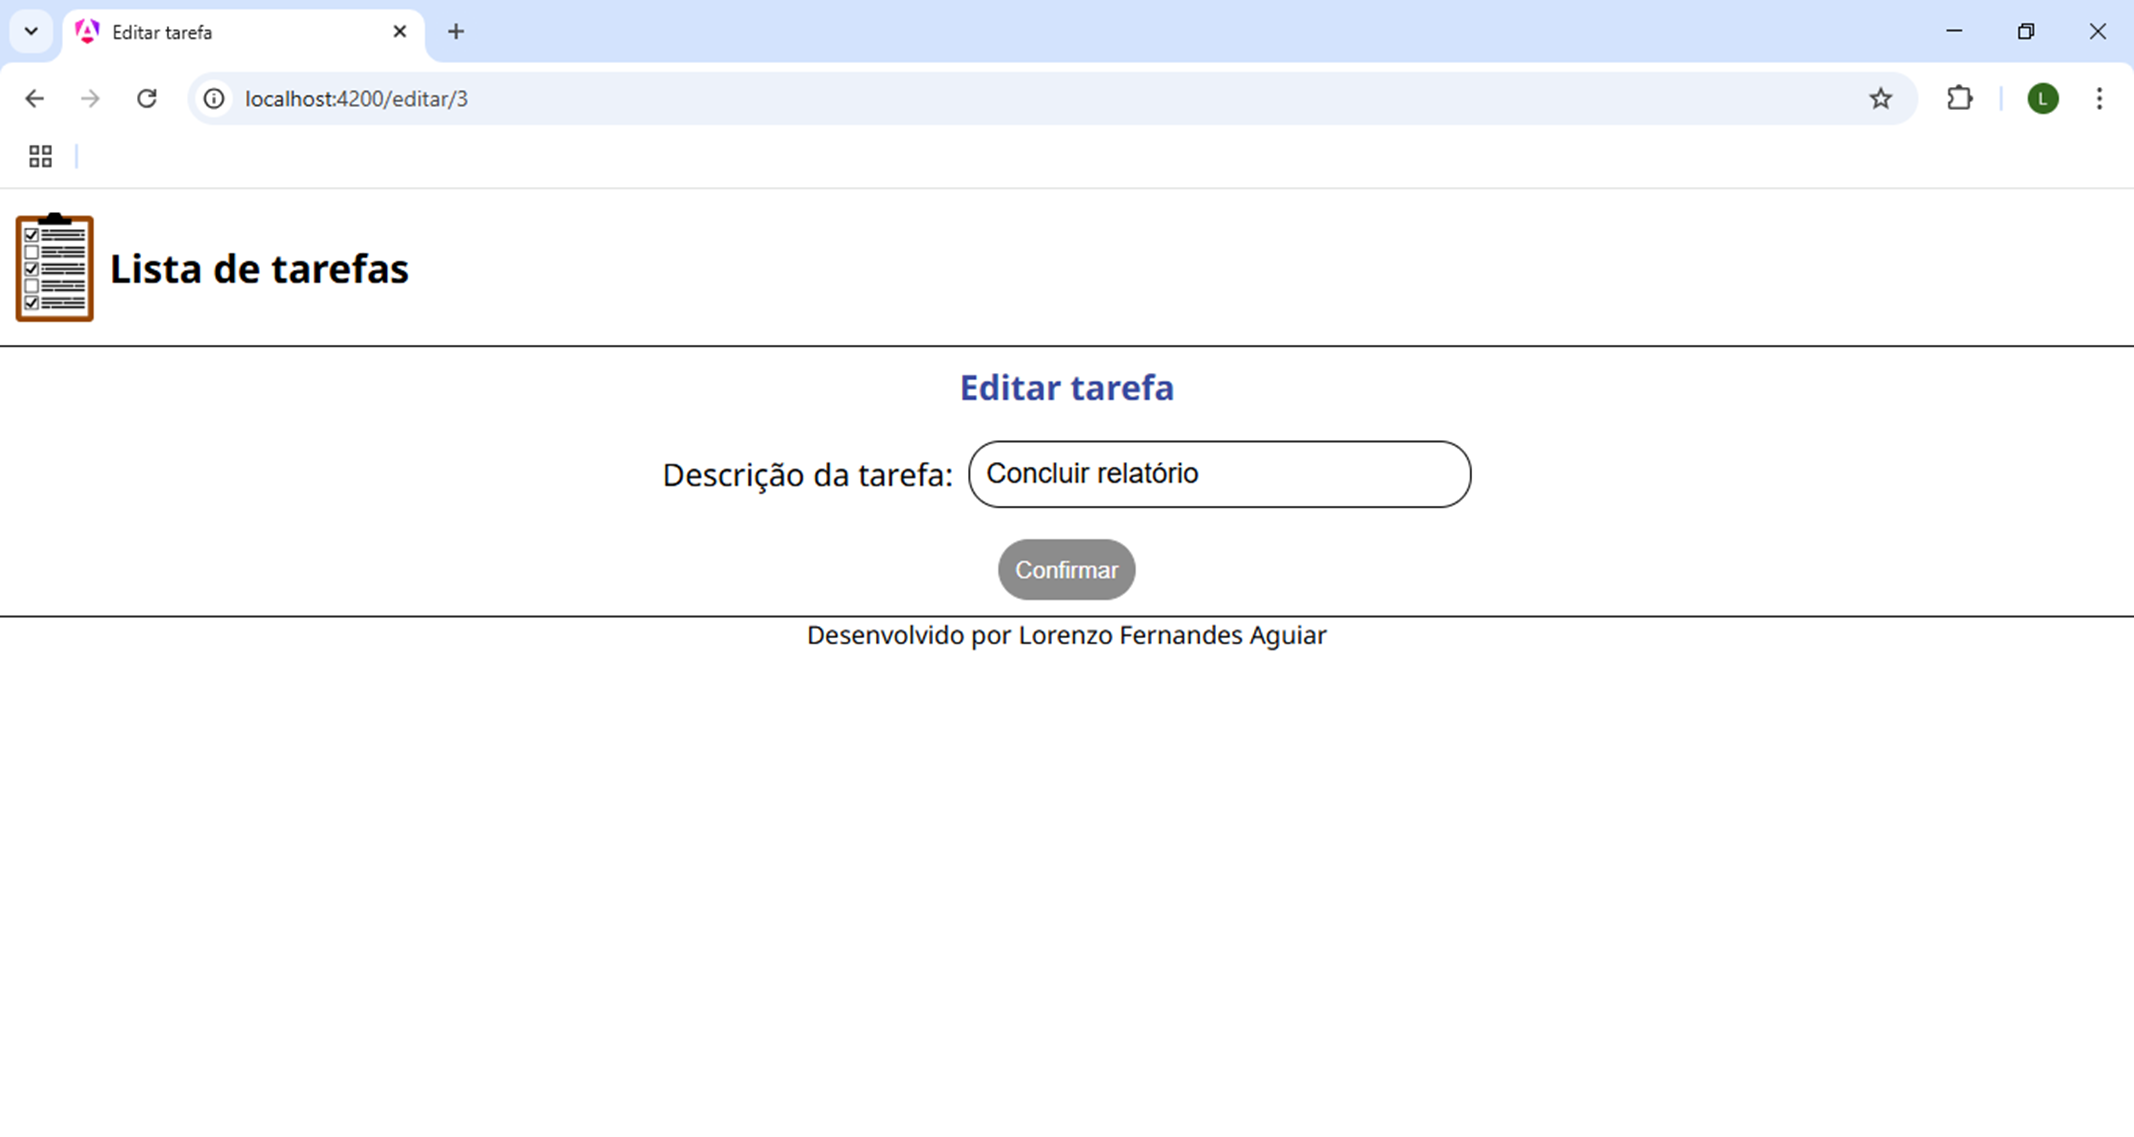 Editar tarefa
localhost:4200/editar/3
L
Lista de tarefas
Editar tarefa
Descrição da tarefa: Concluir relatório
Confirmar
Desenvolvido por Lorenzo Fernandes Aguiar